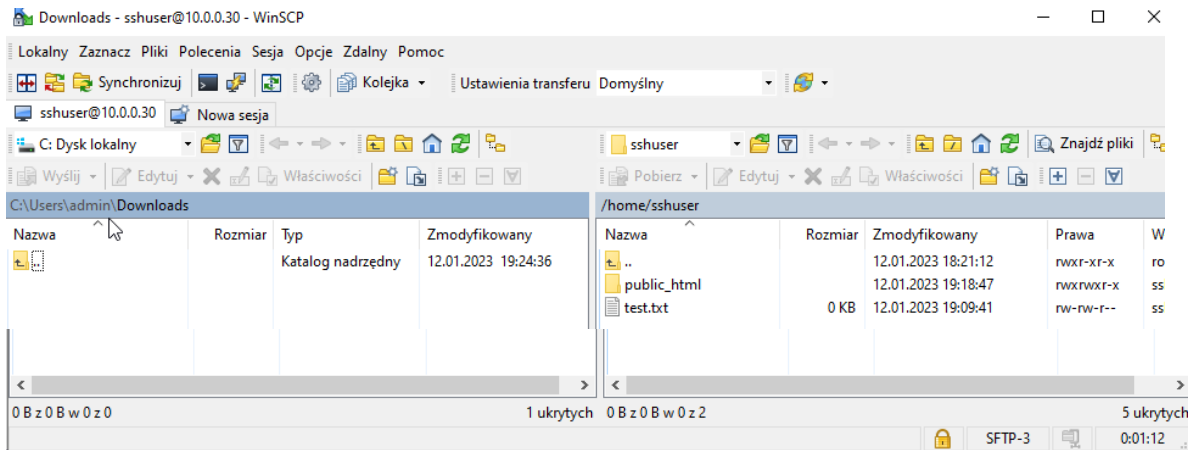 Downloads - sshuser@10.0.0.30 - WinSCP
Lokalny Zaznacz Pliki Polecenia Sesja Opcje Zdalny Pomoc
Synchronizuj Kolejka Ustawienia transferu Domyślny
sshuser@10.0.0.30 Nowa sesja
C: Dysk lokalny sshuser Znajdź pliki
Wyślij Edytuj Właściwości Pobierz Edytuj Właściwości
C:\Users\admin\Downloads /home/sshuser
Nazwa Rozmiar Typ Zmodyfikowany Nazwa Rozmiar Zmodyfikowany Prawa W
.. Katalog nadrzędny 12.01.2023 19:24:36 .. 12.01.2023 18:21:12 rwxr-xr-x ro
public_html 12.01.2023 19:18:47 rwxrwxr-x ss
test.txt 0 KB 12.01.2023 19:09:41 rw-rw-r-- ss
0 B z 0 B w 0 z 0 1 ukrytych 0 B z 0 B w 0 z 2 5 ukrytych
SFTP-3 0:01:12